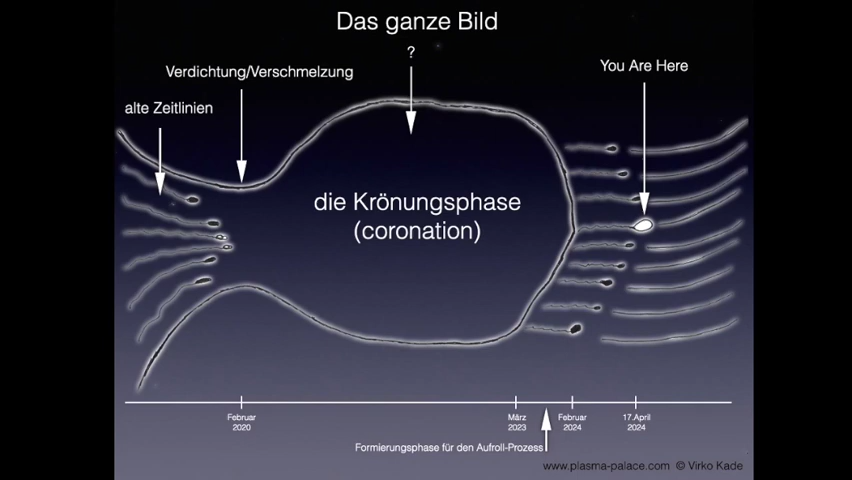 Das ganze Bild
?
Verdichtung/Verschmelzung
You Are Here
alte Zeitlinien
die Krönungsphase
(coronation)
Februar
2020
März
2023
Februar
2024
17.April
2024
Formierungsphase für den Aufroll-Prozess
www.plasma-palace.com © Virko Kade